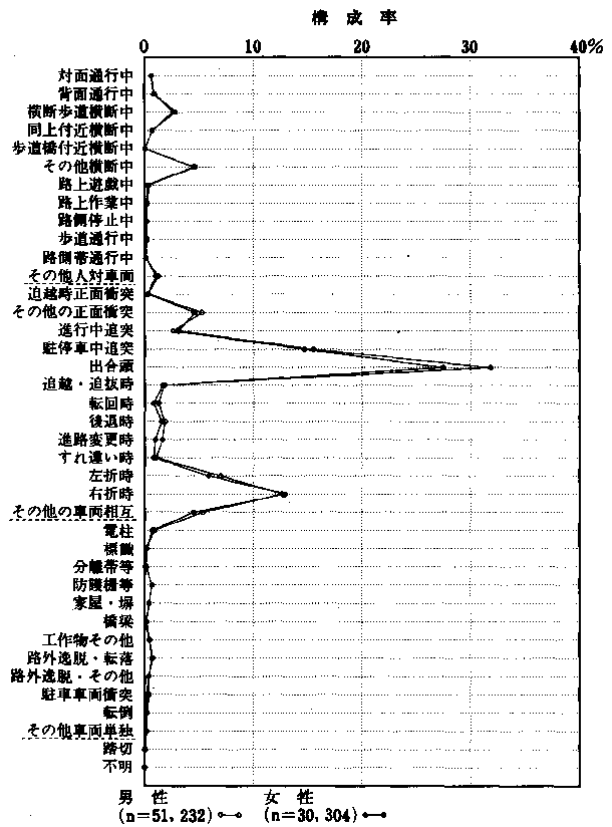 構成率
0 10 20 30 40%
対面通行中
背面通行中
横断歩道横断中
同上付近横断中
歩道橋付近横断中
その他横断中
路上遊戯中
路上作業中
路側停止中
歩道通行中
路側帯通行中
その他人対車両
追越時正面衝突
その他の正面衝突
進行中追突
駐停車中追突
出合頭
追越・追抜時
転回時
後退時
進路変更時
すれ違い時
左折時
右折時
その他の車両相互
電柱
標識
分離帯等
防護柵等
家屋・塀
橋梁
工作物その他
路外逸脱・転落
路外逸脱・その他
駐車車両衝突
転倒
その他車両単独
踏切
不明
男性 女性
(n=51,232) (n=30,304)